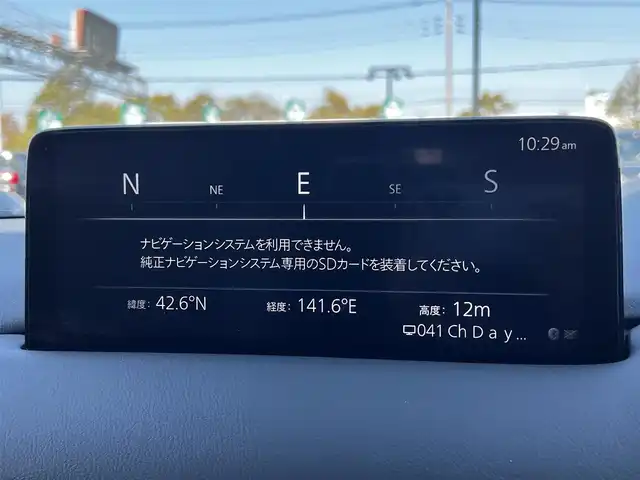 10:29am
N NE E SE S
ナビゲーションシステムを利用できません。
純正ナビゲーションシステム専用のSDカードを装着してください。
緯度: 42.6°N 経度: 141.6°E 高度: 12m
041 Ch D a y ...